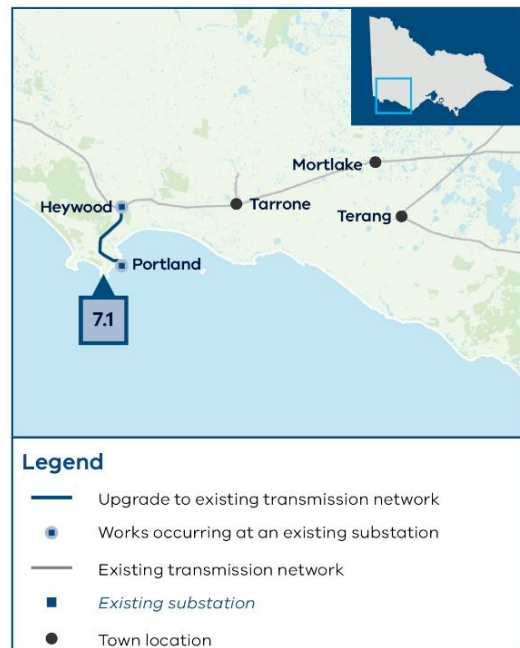 Mortlake
Heywood
Tarrone
Terang
Portland
7.1
Legend
Upgrade to existing transmission network
Works occurring at an existing substation
Existing transmission network
Existing substation
Town location